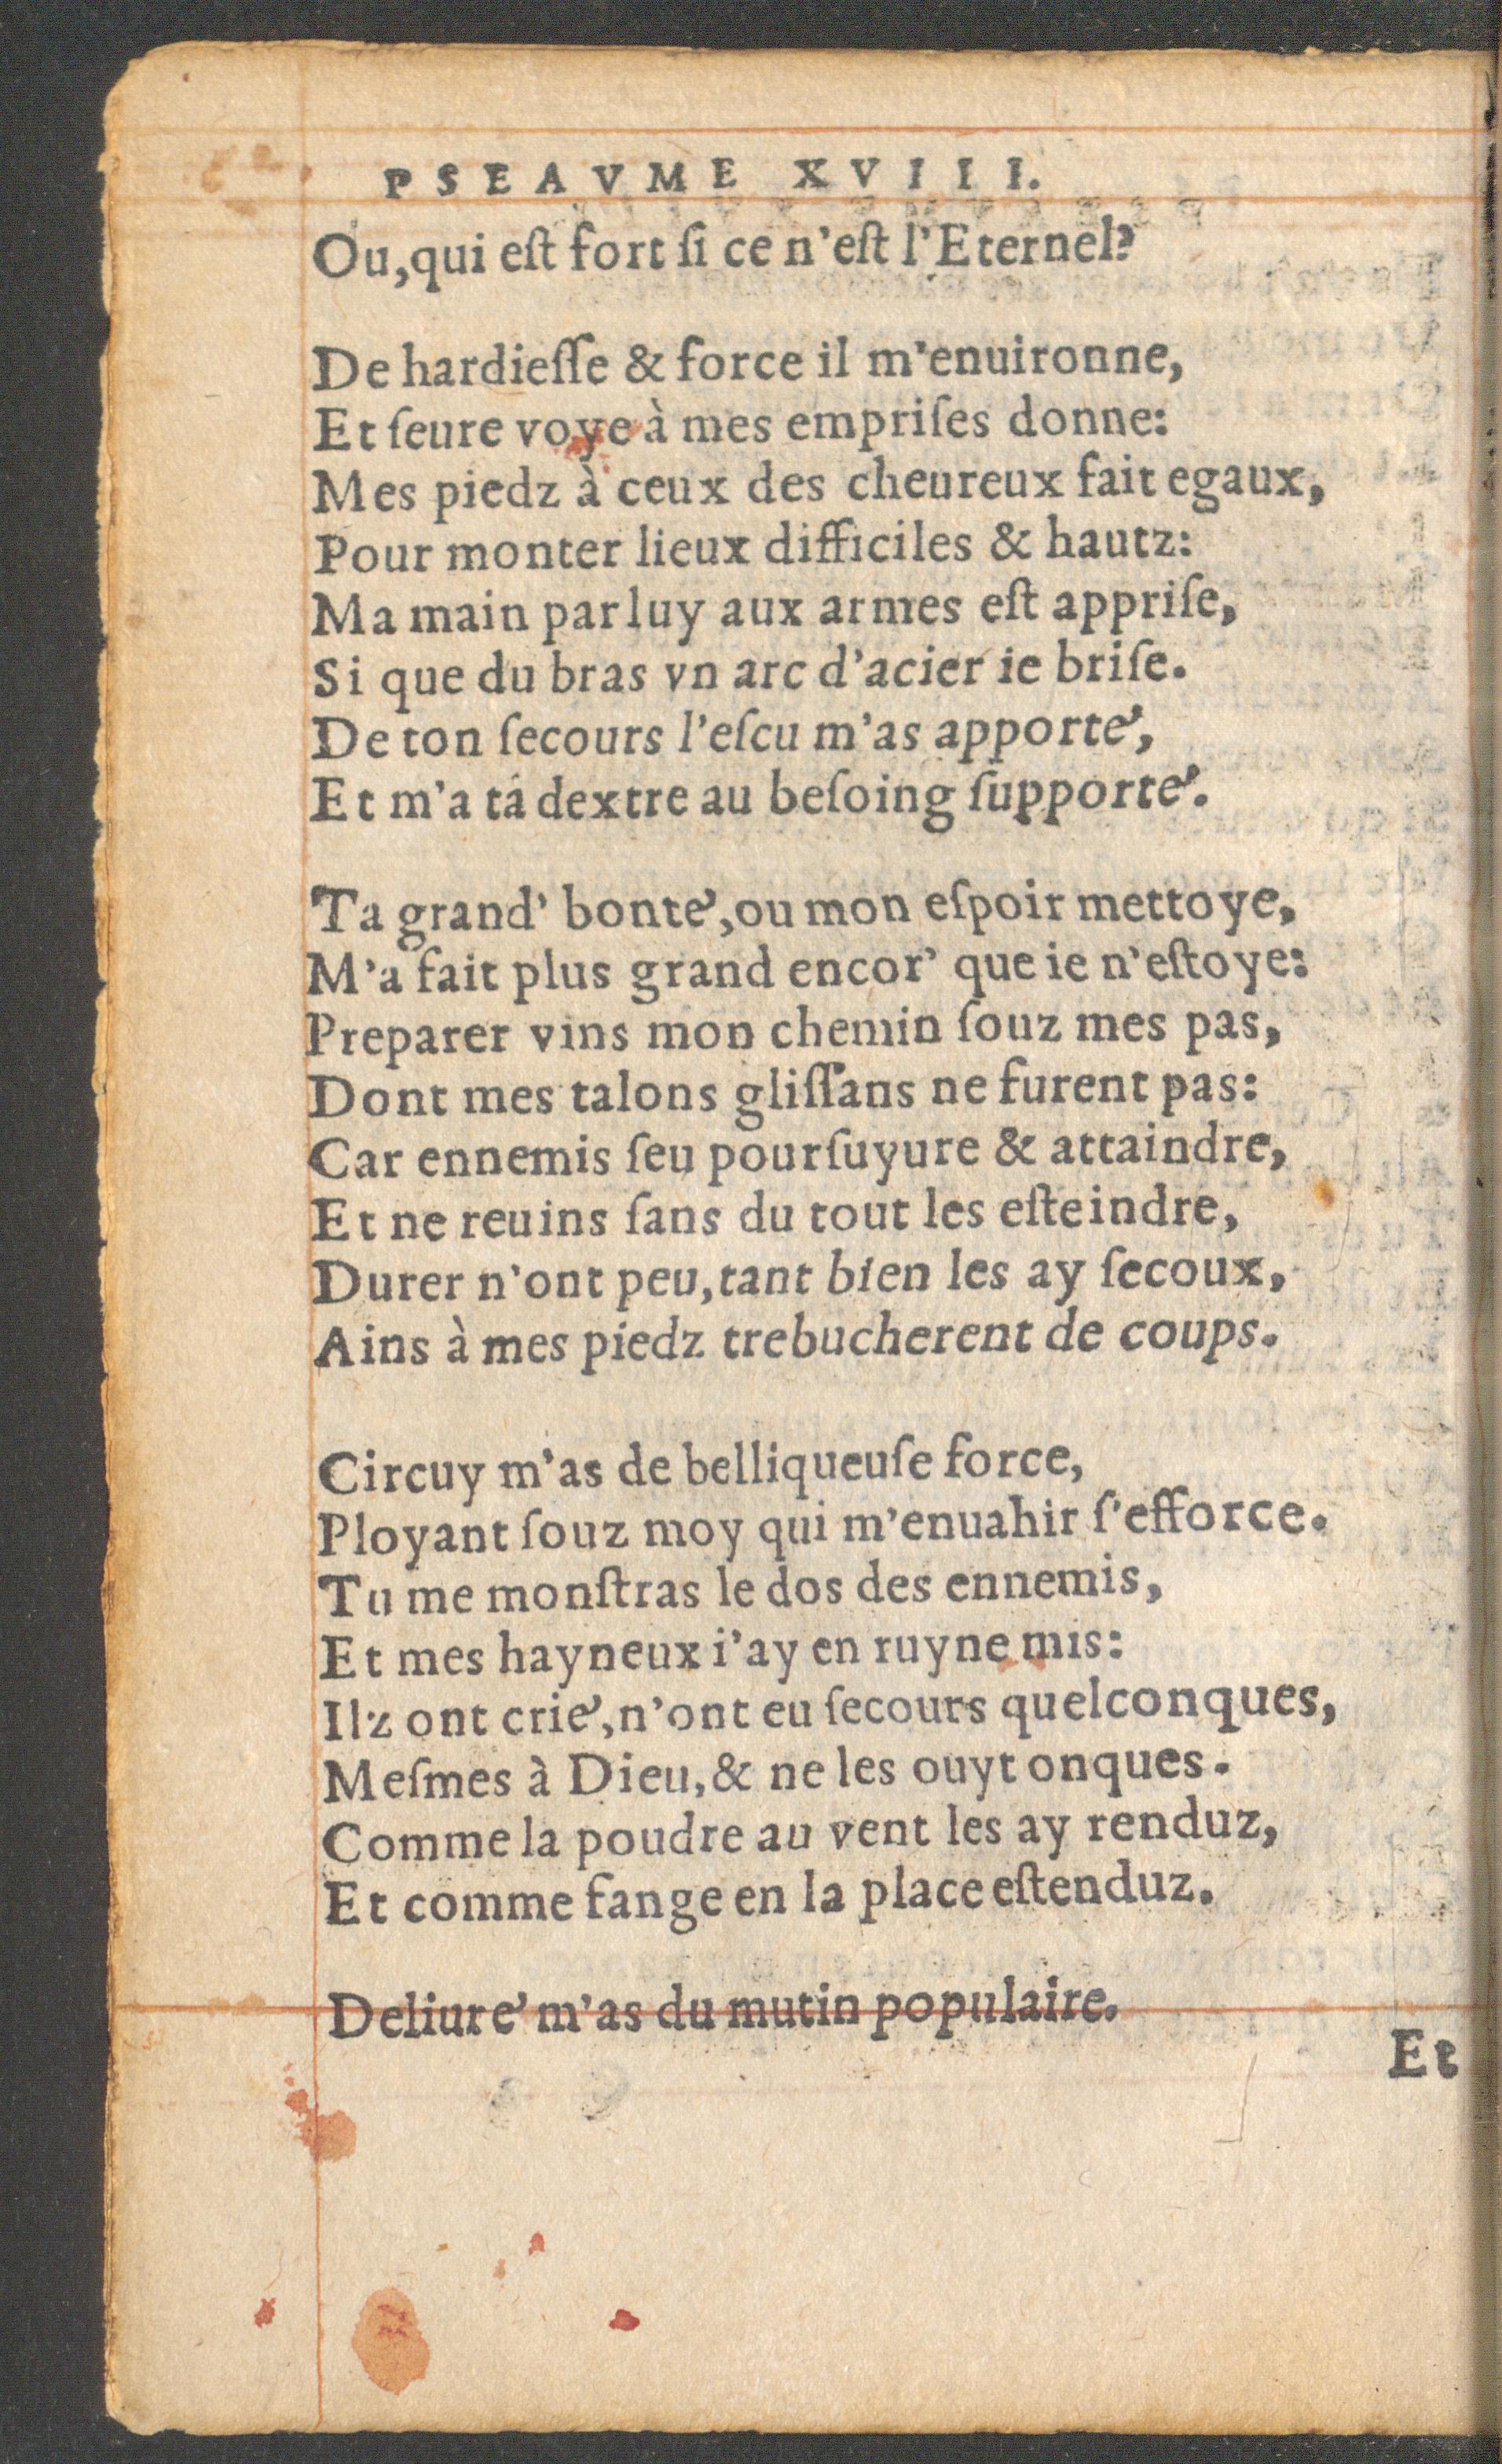 PSEAVME XVIII.
Ou, qui eſt fort ſi ce n'eſt l'Eternel?
De hardieſſe & force il m'enuironne,
Et ſeure voye à mes empriſes donne:
Mes piedz à ceux des cheureux fait egaux,
Pour monter lieux difficiles & hautz:
Ma main par luy aux armes eſt appriſe,
Si que du bras vn arc d'acier ie briſe.
De ton ſecours l'eſcu m'as apporté,
Et m'a tá dextre au beſoing ſupporté.
Ta grand' bonté, ou mon eſpoir mettoye,
M'a fait plus grand encor' que ie n'eſtoye:
Preparer vins mon chemin ſouz mes pas,
Dont mes talons gliſſans ne furent pas:
Car ennemis ſeu pourſuyure & attaindre,
Et ne reuins ſans du tout les eſteindre,
Durer n'ont peu, tant bien les ay ſecoux,
Ains à mes piedz trebucherent de coups.
Circuy m'as de belliqueuſe force,
Ployant ſouz moy qui m'enuahir ſ'efforce.
Tu me monſtras le dos des ennemis,
Et mes hayneux i'ay en ruyne mis:
Ilz ont crié, n'ont eu ſecours quelconques,
Meſmes à Dieu, & ne les ouyt onques.
Comme la poudre au vent les ay renduz,
Et comme fange en la place eſtenduz.
Deliuré m'as du mutin populaire.
Et